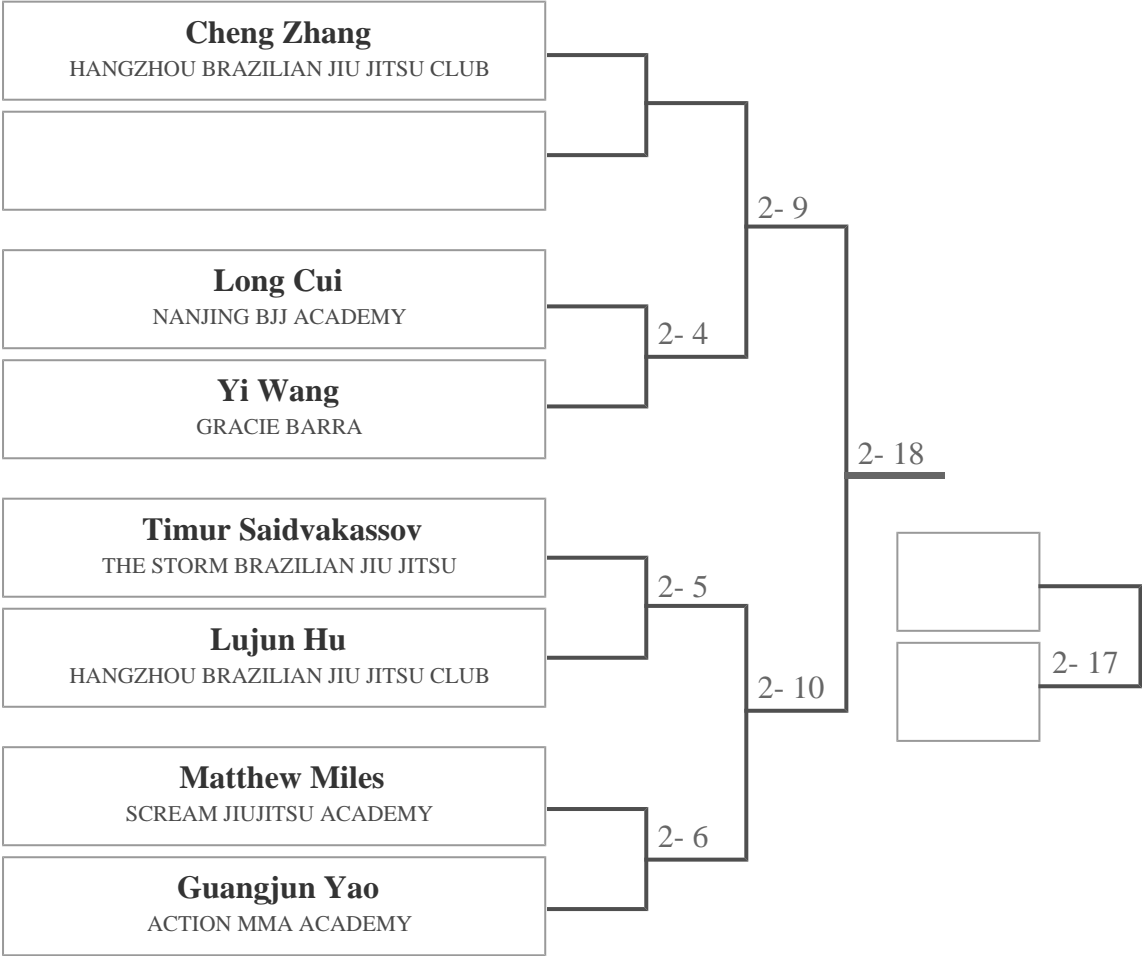 Cheng Zhang
HANGZHOU BRAZILIAN JIU JITSU CLUB
2- 9
Long Cui
NANJING BJJ ACADEMY
2- 4
Yi Wang
GRACIE BARRA
2- 18
Timur Saidvakassov
THE STORM BRAZILIAN JIU JITSU
2- 5
Lujun Hu
HANGZHOU BRAZILIAN JIU JITSU CLUB
2- 10
2- 17
Matthew Miles
SCREAM JIUJITSU ACADEMY
2- 6
Guangjun Yao
ACTION MMA ACADEMY